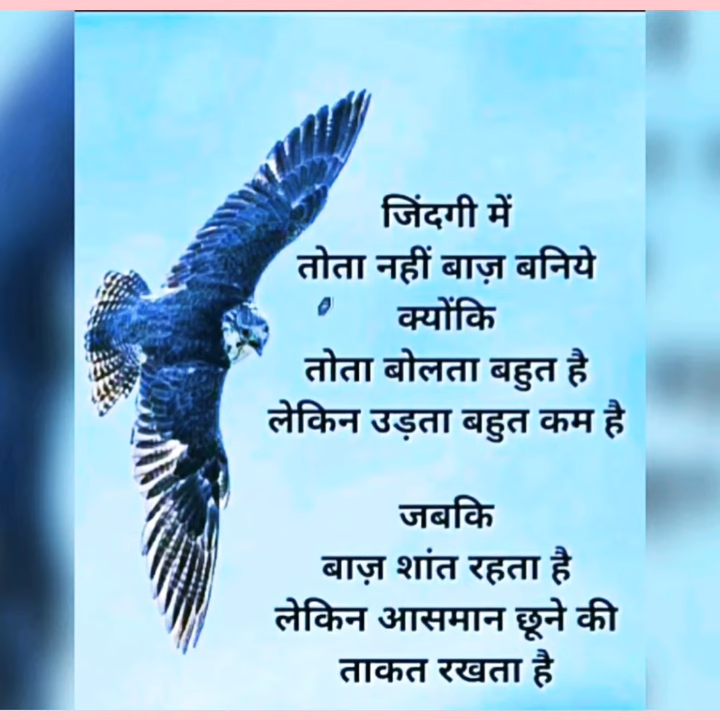 जिंदगी में
तोता नहीं बाज़ बनिये
क्योंकि
तोता बोलता बहुत है
लेकिन उड़ता बहुत कम है
जबकि
बाज़ शांत रहता है
लेकिन आसमान छूने की
ताकत रखता है